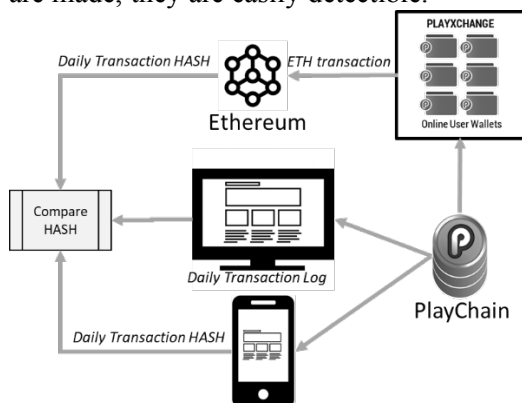 are made, they are easily detectible.
PLAYXCHANGE
Daily Transaction HASH
ETH transaction
Online User Wallets
Ethereum
Compare
HASH
Daily Transaction Log
PlayChain
Daily Transaction HASH